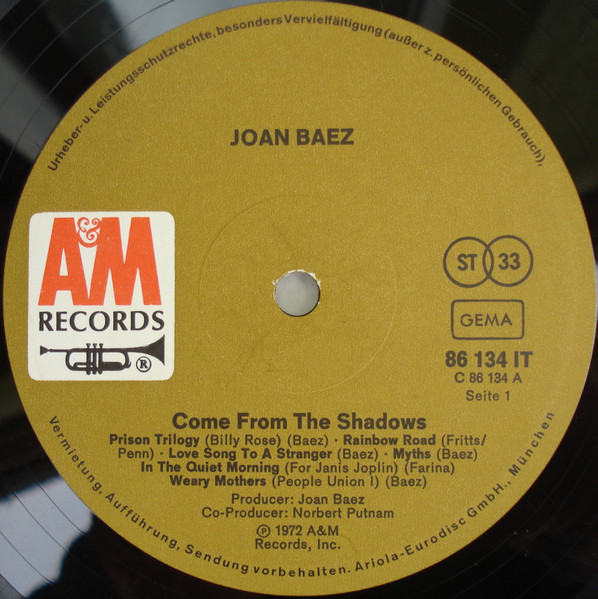 Urheber- u. Leistungsschutzrechte, besonders Vervielfältigung (außer z. persönlichen Gebrauch),
JOAN BAEZ
A&M
RECORDS
®
ST 33
GEMA
86 134 IT
C 86 134 A
Seite 1
Come From The Shadows
Prison Trilogy (Billy Rose) (Baez) · Rainbow Road (Fritts/
Penn) · Love Song To A Stranger (Baez) · Myths (Baez)
In The Quiet Morning (For Janis Joplin) (Farina)
Weary Mothers (People Union I) (Baez)
Producer: Joan Baez
Co-Producer: Norbert Putnam
℗ 1972 A&M
Records, Inc.
Vermietung, Aufführung, Sendung vorbehalten. Ariola-Eurodisc GmbH., München